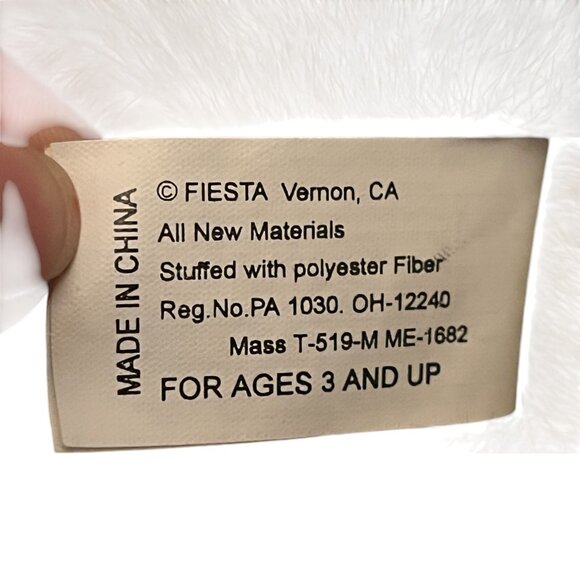 MADE IN CHINA
© FIESTA Vernon, CA
All New Materials
Stuffed with polyester Fiber
Reg.No.PA 1030. OH-12240
Mass T-519-M ME-1682
FOR AGES 3 AND UP